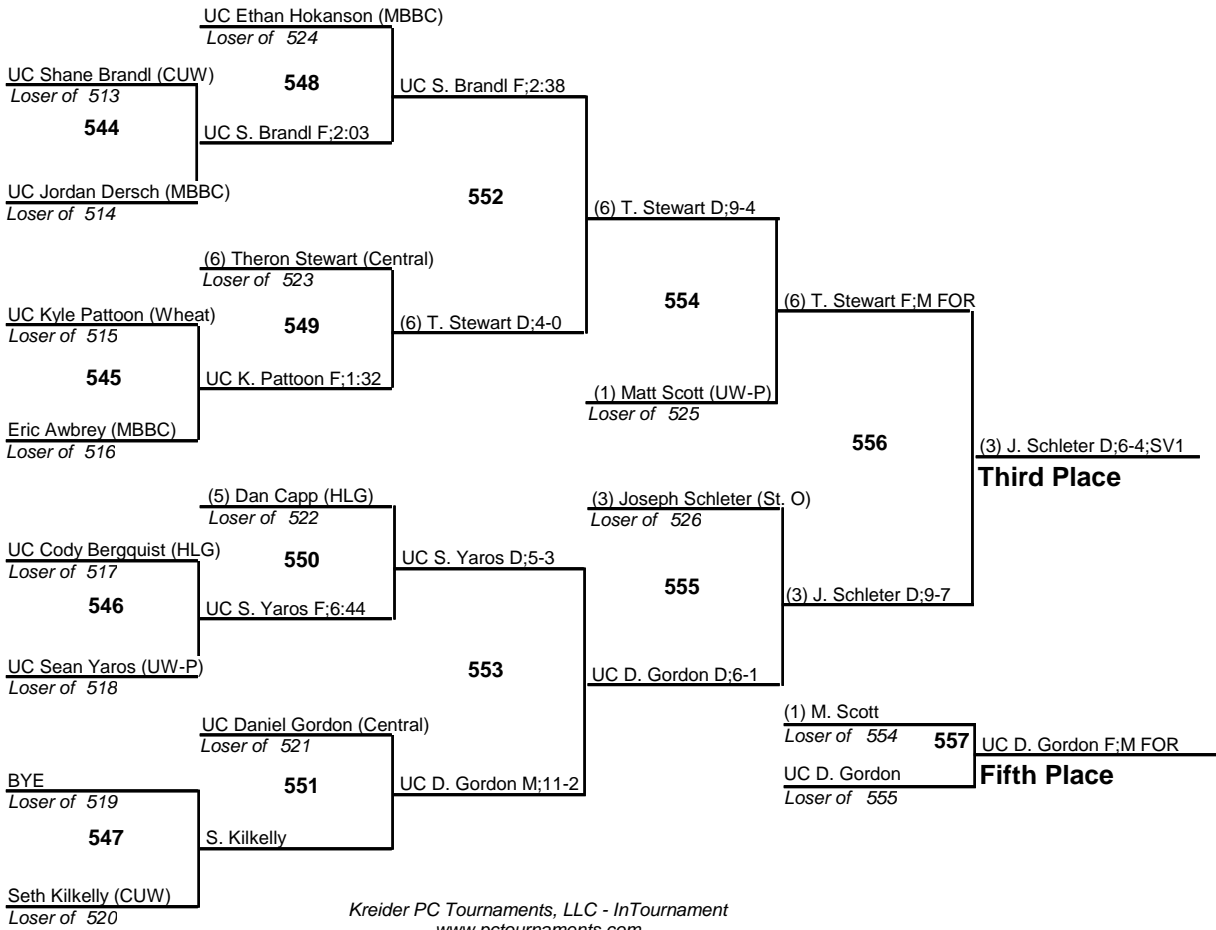 UC Ethan Hokanson (MBBC)
Loser of 524
UC Shane Brandl (CUW)
Loser of 513
548
UC S. Brandl F;2:38
544
UC S. Brandl F;2:03
UC Jordan Dersch (MBBC)
Loser of 514
552
(6) T. Stewart D;9-4
(6) Theron Stewart (Central)
Loser of 523
UC Kyle Pattoon (Wheat)
Loser of 515
549
(6) T. Stewart D;4-0
554
(6) T. Stewart F;M FOR
545
UC K. Pattoon F;1:32
(1) Matt Scott (UW-P)
Loser of 525
Eric Awbrey (MBBC)
Loser of 516
556
(3) J. Schleter D;6-4;SV1
Third Place
(5) Dan Capp (HLG)
Loser of 522
(3) Joseph Schleter (St. O)
Loser of 526
UC Cody Bergquist (HLG)
Loser of 517
550
UC S. Yaros D;5-3
555
(3) J. Schleter D;9-7
546
UC S. Yaros F;6:44
UC Sean Yaros (UW-P)
Loser of 518
553
UC D. Gordon D;6-1
UC Daniel Gordon (Central)
Loser of 521
(1) M. Scott
Loser of 554
557
UC D. Gordon F;M FOR
Fifth Place
UC D. Gordon
Loser of 555
BYE
Loser of 519
551
UC D. Gordon M;11-2
547
S. Kilkelly
Seth Kilkelly (CUW)
Loser of 520
Kreider PC Tournaments, LLC - InTournament
www.pctournaments.com